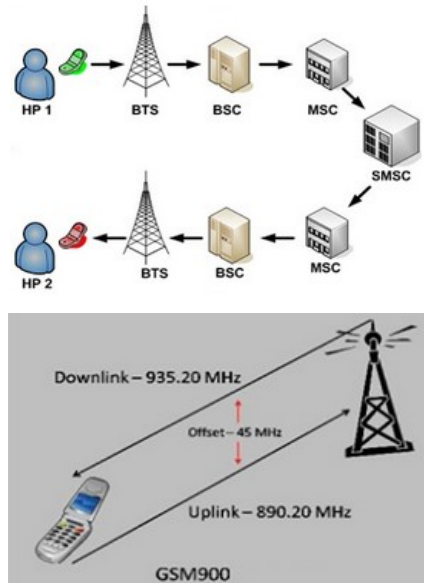 HP 1
BTS
BSC
MSC
SMSC
HP 2
BTS
BSC
MSC
Downlink – 935.20 MHz
Offset – 45 MHz
Uplink – 890.20 MHz
GSM900